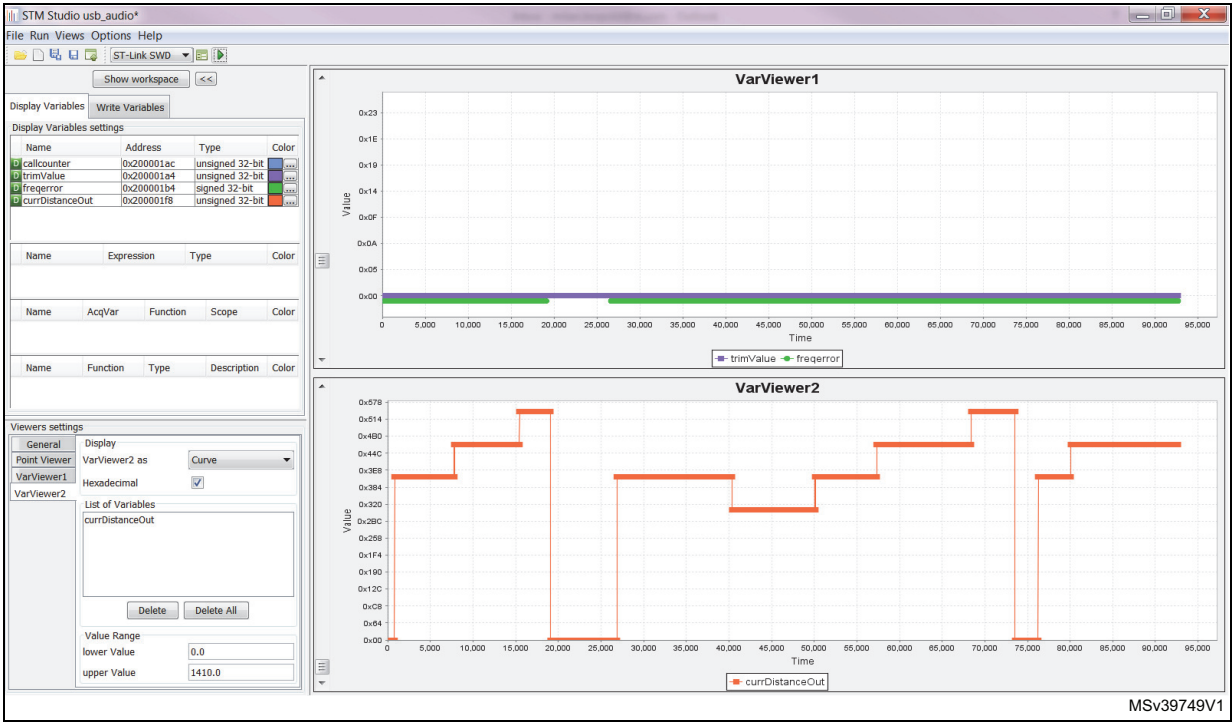 STM Studio usb_audio*
File Run Views Options Help
ST-Link SWD
Show workspace <<
Display Variables Write Variables
Display Variables settings
Name Address Type Color
D callcounter 0x200001ac unsigned 32-bit ...
D trimValue 0x200001a4 unsigned 32-bit ...
D freqerror 0x200001b4 signed 32-bit ...
D currDistanceOut 0x200001f8 unsigned 32-bit ...
Name Expression Type Color
Name AcqVar Function Scope Color
Name Function Type Description Color
Viewers settings
General
Point Viewer
VarViewer1
VarViewer2
Display
VarViewer2 as Curve
Hexadecimal
List of Variables
currDistanceOut
Delete Delete All
Value Range
lower Value 0.0
upper Value 1410.0
VarViewer1
0x23
0x1E
0x19
0x14
0x0F
0x0A
0x05
0x00
Value
0 5,000 10,000 15,000 20,000 25,000 30,000 35,000 40,000 45,000 50,000 55,000 60,000 65,000 70,000 75,000 80,000 85,000 90,000 95,000
Time
trimValue freqerror
VarViewer2
0x578
0x514
0x4B0
0x44C
0x3E8
0x384
0x320
0x2BC
0x258
0x1F4
0x190
0x12C
0xC8
0x64
0x00
Value
0 5,000 10,000 15,000 20,000 25,000 30,000 35,000 40,000 45,000 50,000 55,000 60,000 65,000 70,000 75,000 80,000 85,000 90,000 95,000
Time
currDistanceOut
MSv39749V1